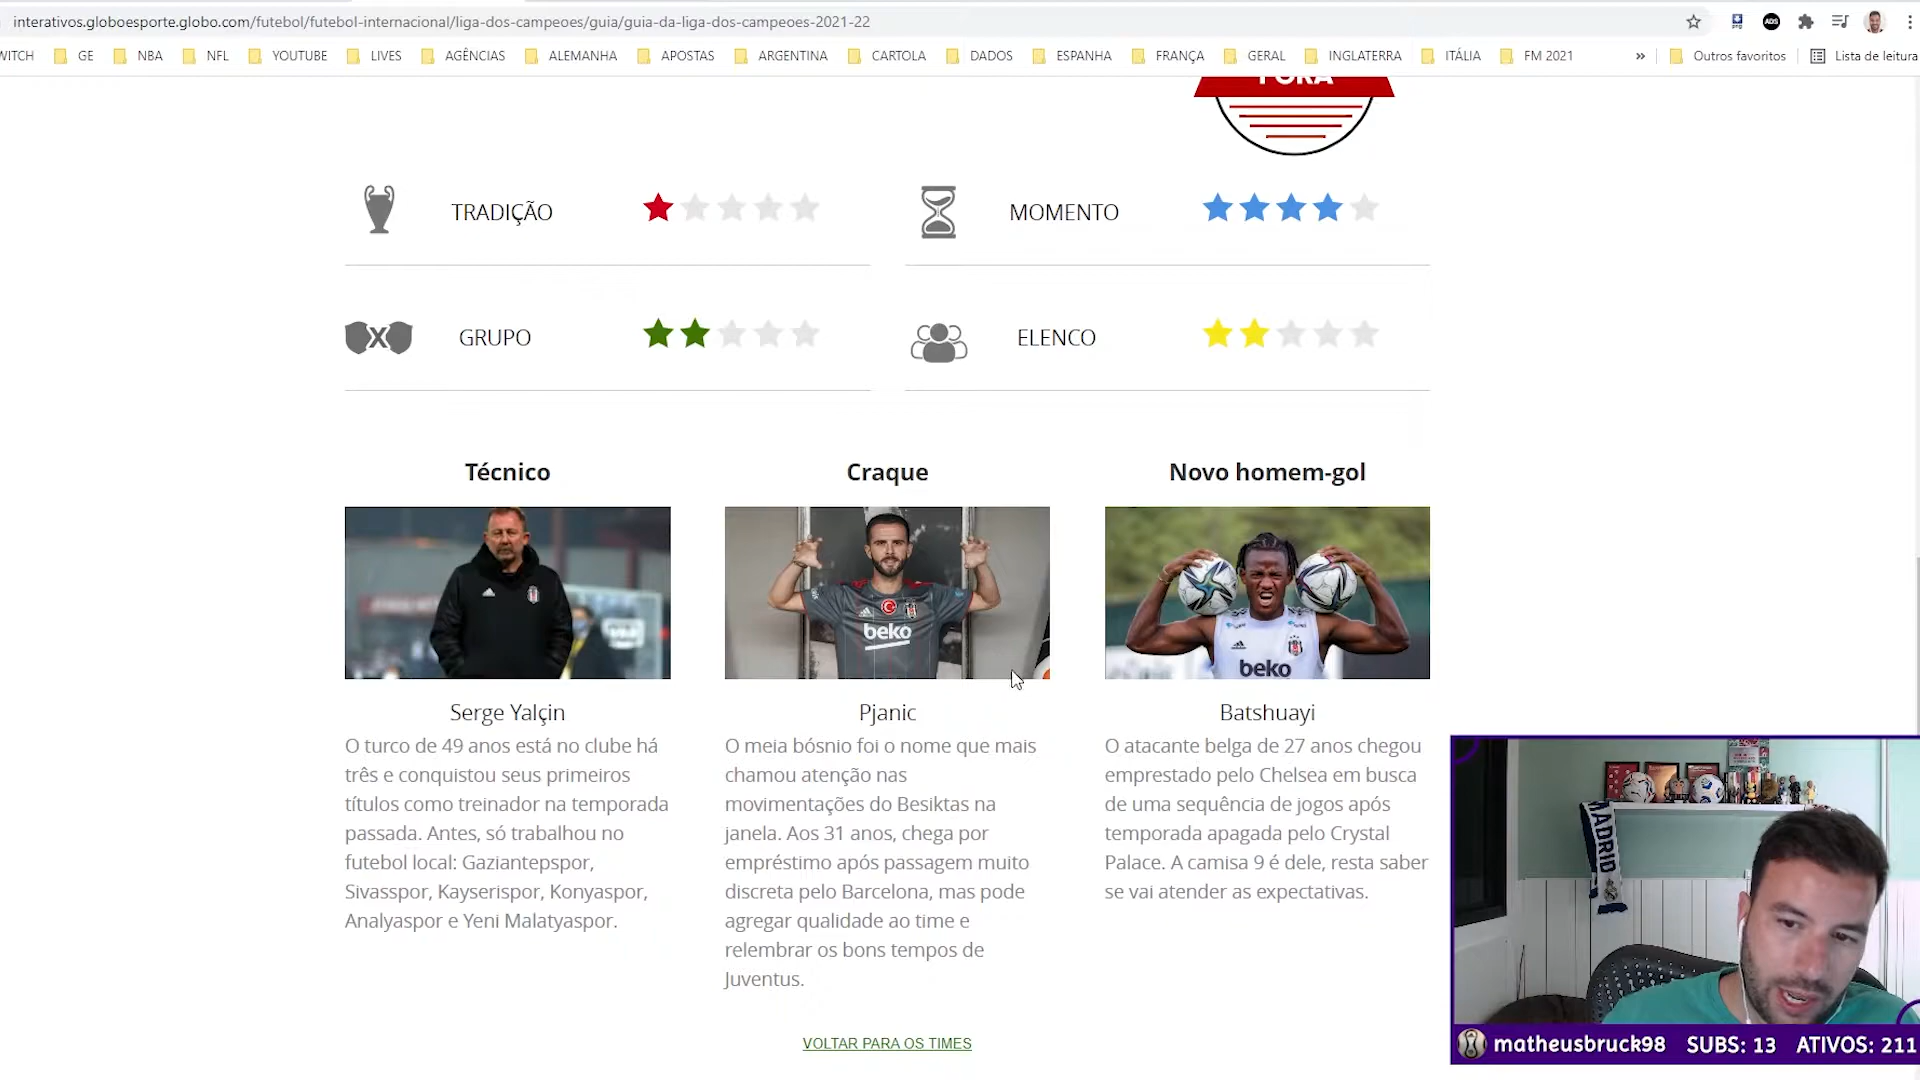 interativos.globoesporte.globo.com/futebol/futebol-internacional/liga-dos-campeoes/guia/guia-da-liga-dos-campeoes-2021-22
WITCH GE NBA NFL YOUTUBE LIVES AGÊNCIAS ALEMANHA APOSTAS ARGENTINA CARTOLA DADOS ESPANHA FRANÇA GERAL INGLATERRA ITÁLIA FM 2021 » Outros favoritos Lista de leitura
TRADIÇÃO MOMENTO
GRUPO ELENCO
Técnico
Craque
Novo homem-gol
beko
beko
Serge Yalçin
O turco de 49 anos está no clube há
três e conquistou seus primeiros
títulos como treinador na temporada
passada. Antes, só trabalhou no
futebol local: Gaziantepspor,
Sivasspor, Kayserispor, Konyaspor,
Analyaspor e Yeni Malatyaspor.
Pjanic
O meia bósnio foi o nome que mais
chamou atenção nas
movimentações do Besiktas na
janela. Aos 31 anos, chega por
empréstimo após passagem muito
discreta pelo Barcelona, mas pode
agregar qualidade ao time e
relembrar os bons tempos de
Juventus.
Batshuayi
O atacante belga de 27 anos chegou
emprestado pelo Chelsea em busca
de uma sequência de jogos após
temporada apagada pelo Crystal
Palace. A camisa 9 é dele, resta saber
se vai atender as expectativas.
VOLTAR PARA OS TIMES
matheusbruck98 SUBS: 13 ATIVOS: 211